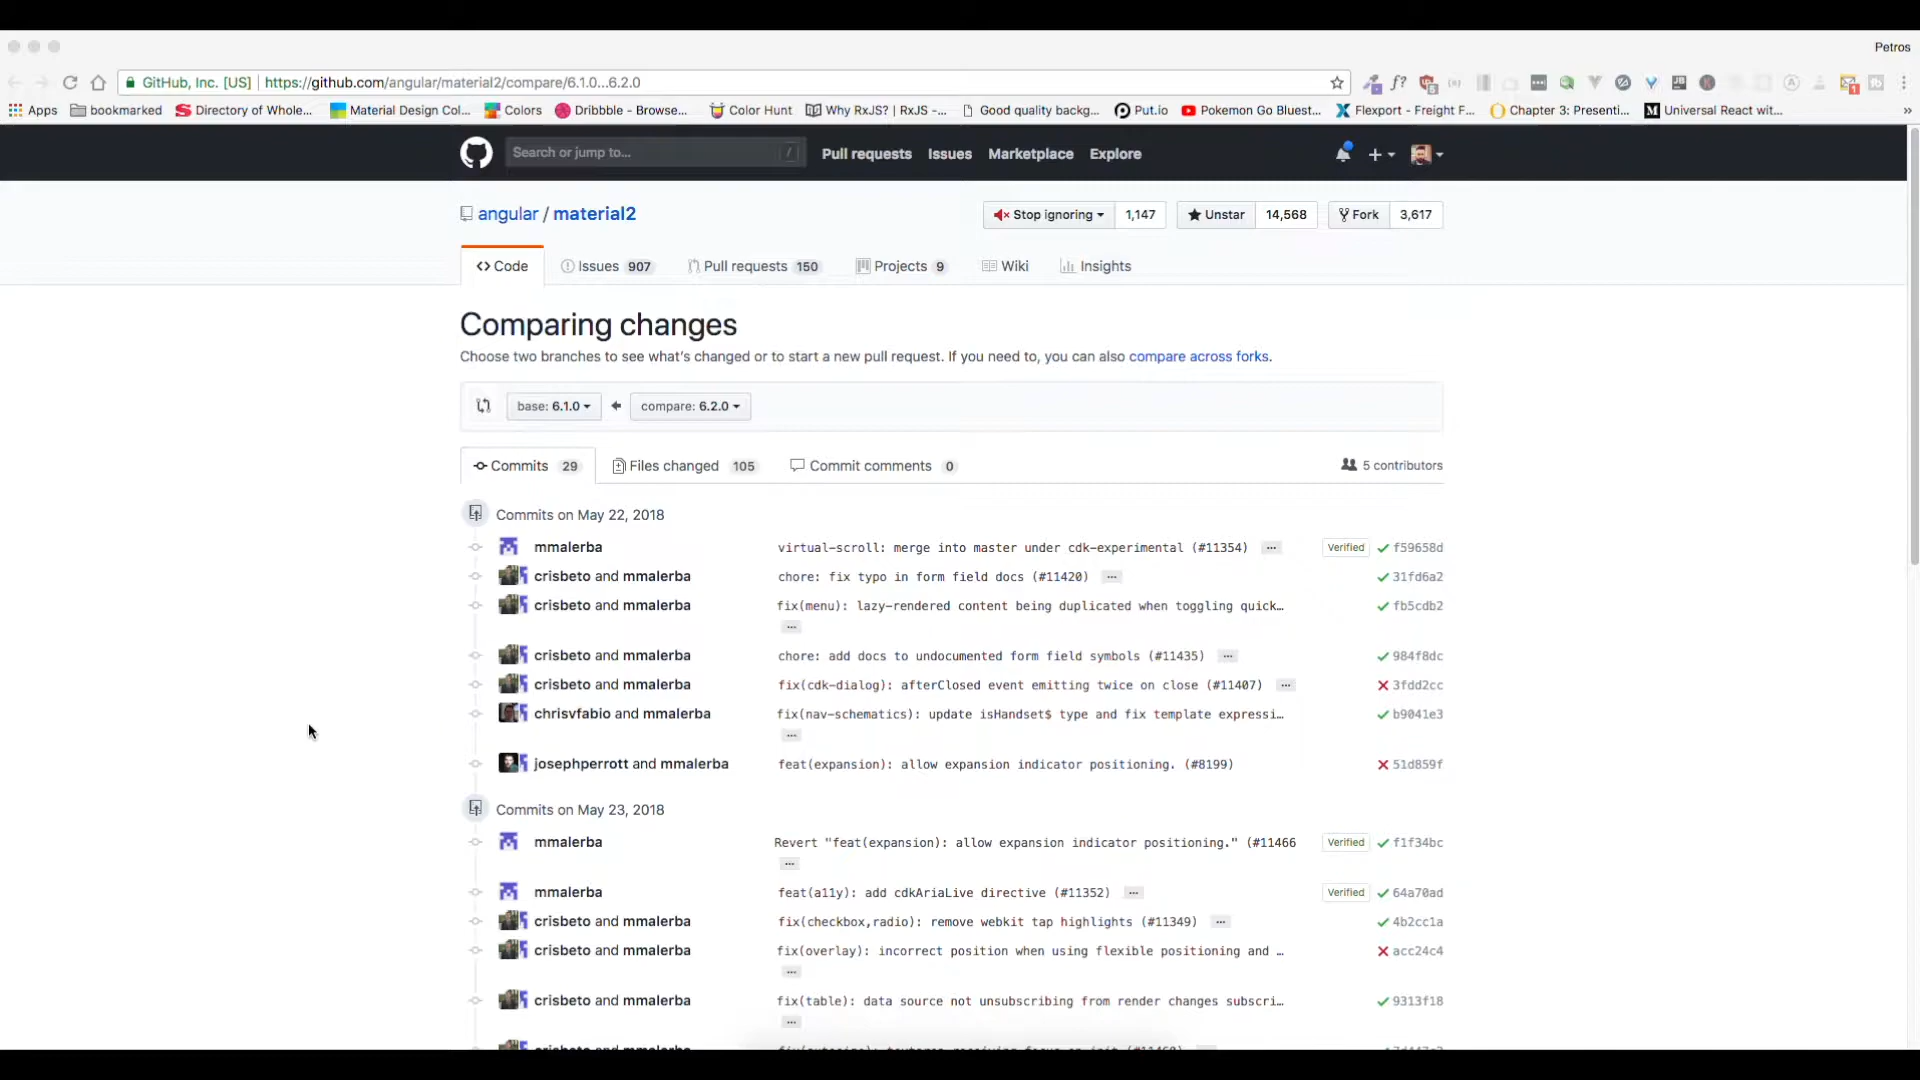 Petros
GitHub, Inc. [US] | https://github.com/angular/material2/compare/6.1.0...6.2.0
Apps bookmarked Directory of Whole... Material Design Col... Colors Dribbble - Browse... Color Hunt Why RxJS? | RxJS -... Good quality backg... Put.io Pokemon Go Bluest... Flexport - Freight F... Chapter 3: Presenti... Universal React wit... »
Search or jump to... / Pull requests Issues Marketplace Explore
angular / material2 Stop ignoring 1,147 Unstar 14,568 Fork 3,617
Code Issues 907 Pull requests 150 Projects 9 Wiki Insights
Comparing changes
Choose two branches to see what's changed or to start a new pull request. If you need to, you can also compare across forks.
base: 6.1.0 compare: 6.2.0
Commits 29 Files changed 105 Commit comments 0 5 contributors
Commits on May 22, 2018
mmalerba virtual-scroll: merge into master under cdk-experimental (#11354) … Verified f59658d
crisbeto and mmalerba chore: fix typo in form field docs (#11420) … 31fd6a2
crisbeto and mmalerba fix(menu): lazy-rendered content being duplicated when toggling quick… fb5cdb2
…
crisbeto and mmalerba chore: add docs to undocumented form field symbols (#11435) … 984f8dc
crisbeto and mmalerba fix(cdk-dialog): afterClosed event emitting twice on close (#11407) … 3fdd2cc
chrisvfabio and mmalerba fix(nav-schematics): update isHandset$ type and fix template expressi… b9041e3
…
josephperrott and mmalerba feat(expansion): allow expansion indicator positioning. (#8199) 51d859f
Commits on May 23, 2018
mmalerba Revert "feat(expansion): allow expansion indicator positioning." (#11466 Verified f1f34bc
…
mmalerba feat(a11y): add cdkAriaLive directive (#11352) … Verified 64a70ad
crisbeto and mmalerba fix(checkbox,radio): remove webkit tap highlights (#11349) … 4b2cc1a
crisbeto and mmalerba fix(overlay): incorrect position when using flexible positioning and … acc24c4
…
crisbeto and mmalerba fix(table): data source not unsubscribing from render changes subscri… 9313f18
…
crisbeto and mmalerba